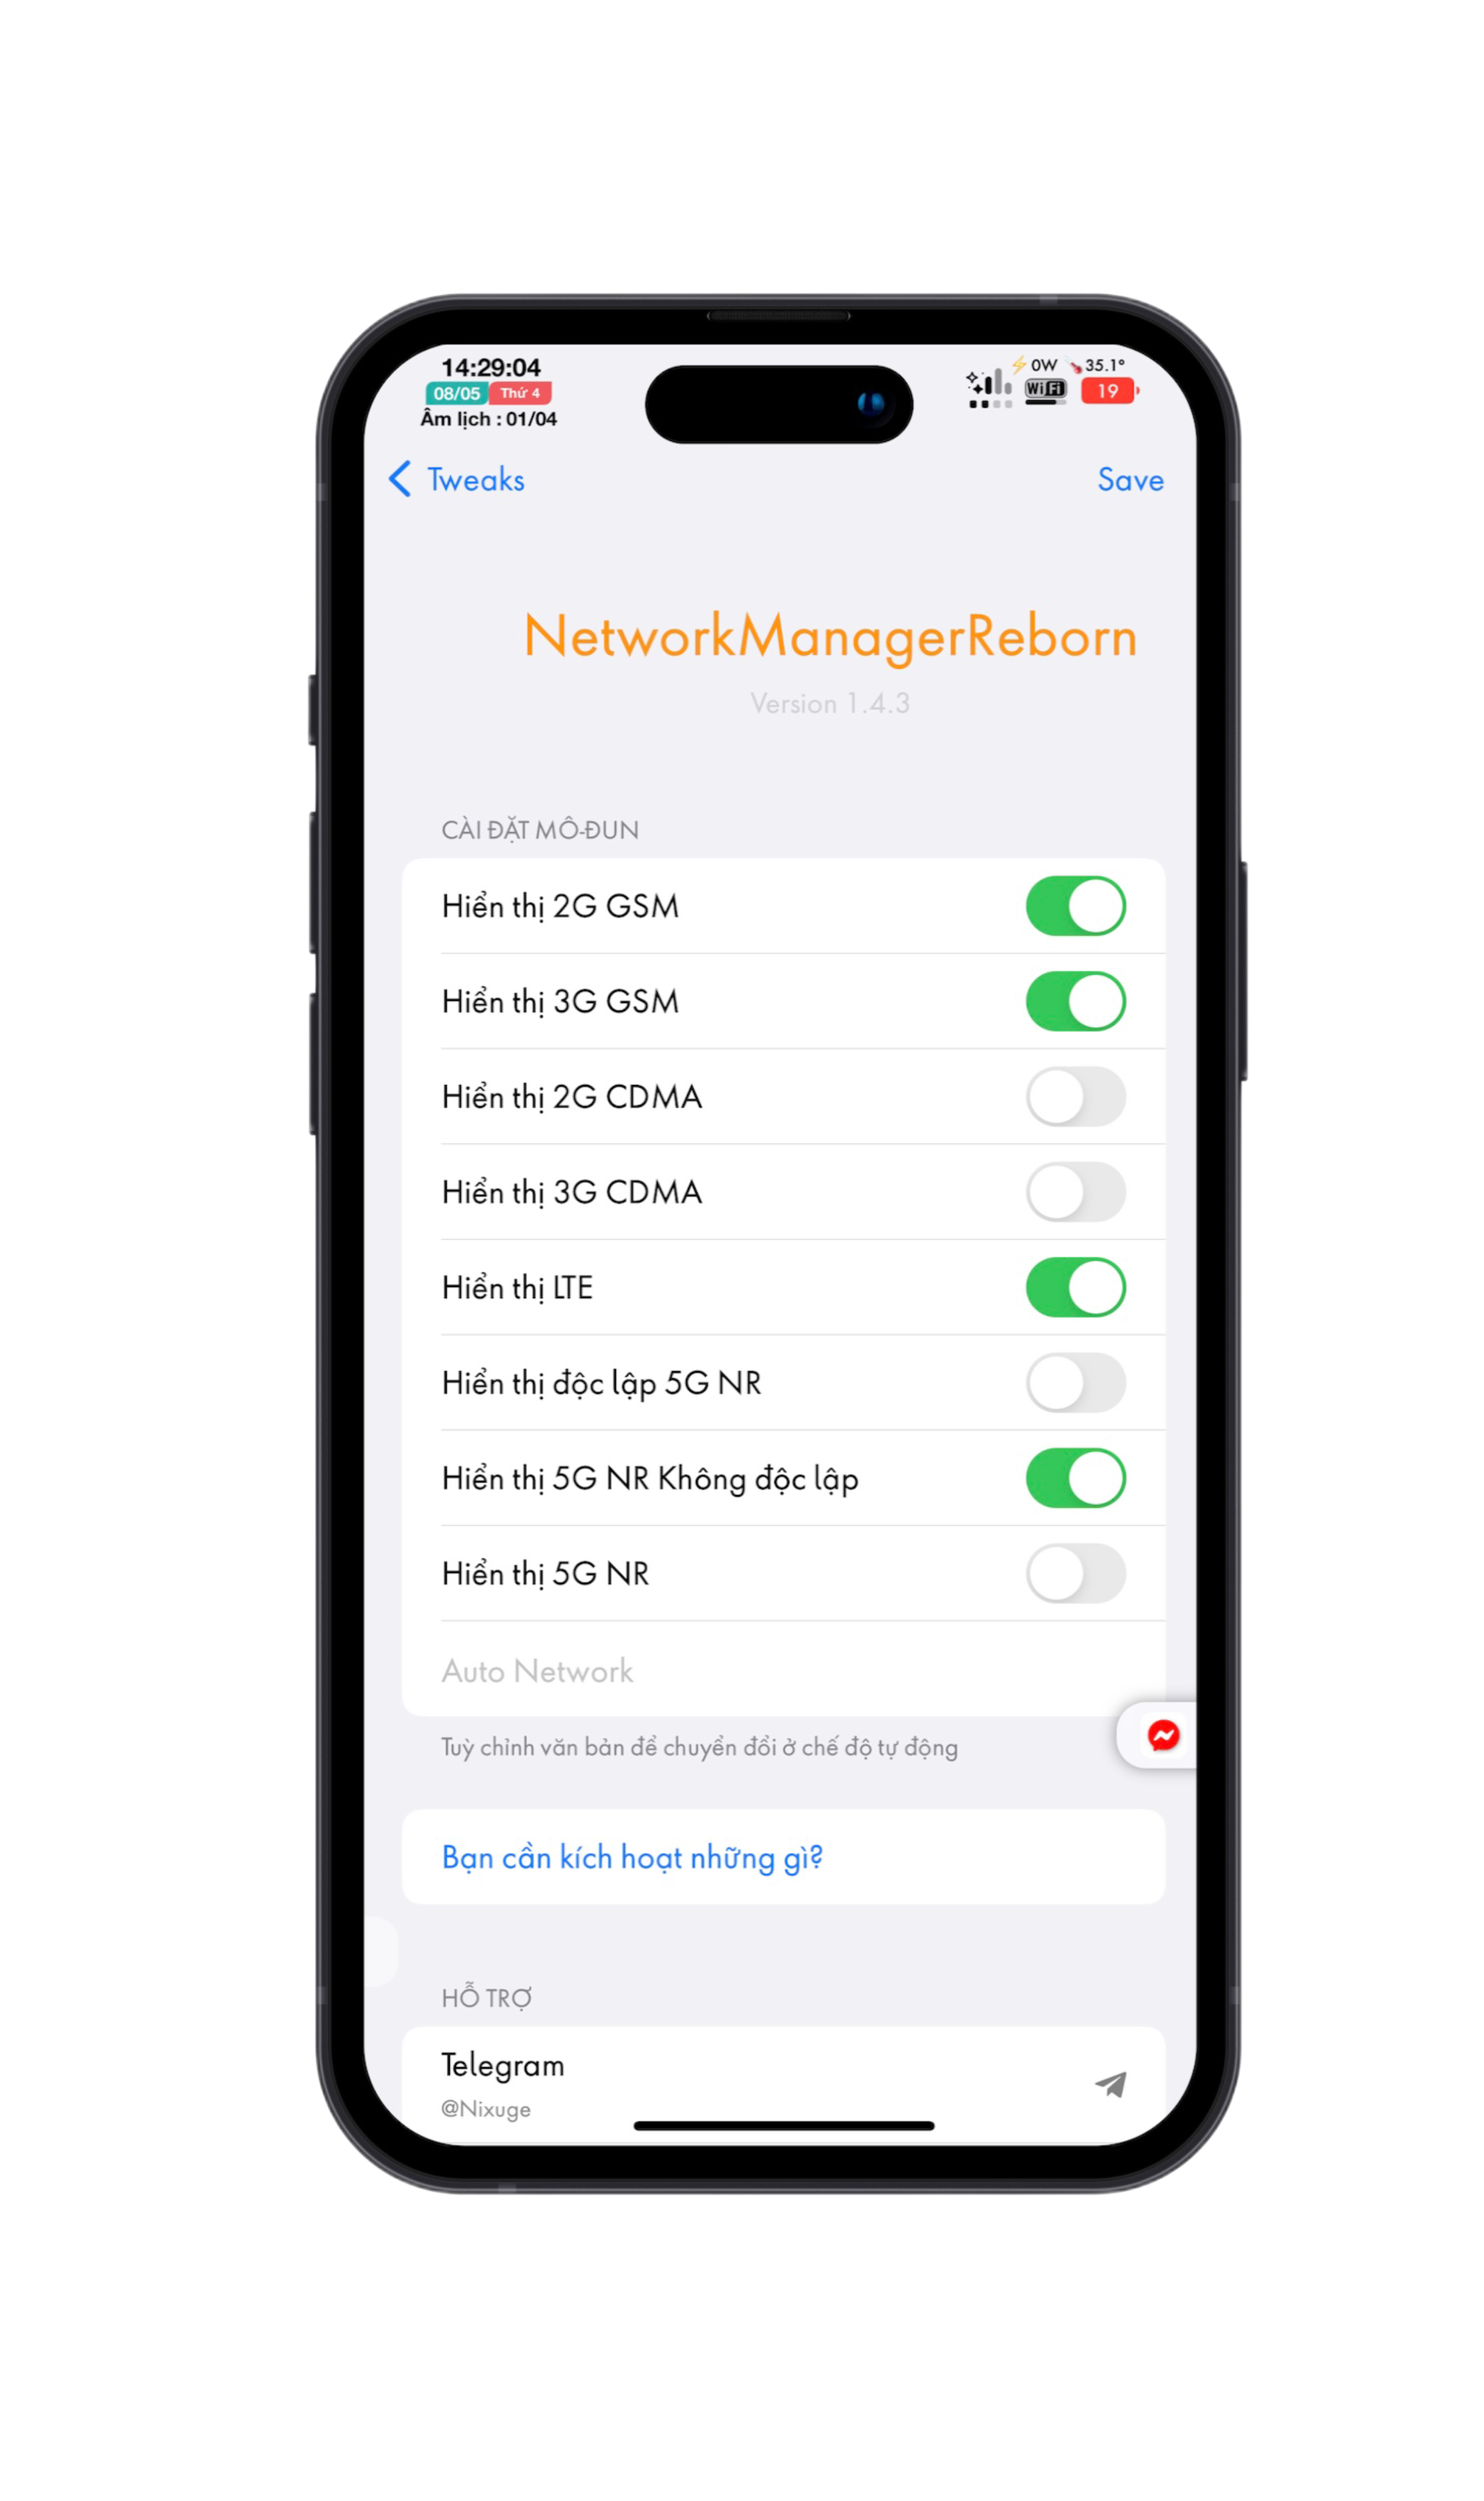 14:29:04
08/05 Thứ 4
Âm lịch : 01/04
0W 35.1°
WiFi 19
Tweaks
Save
NetworkManagerReborn
Version 1.4.3
CÀI ĐẶT MÔ-ĐUN
Hiển thị 2G GSM
Hiển thị 3G GSM
Hiển thị 2G CDMA
Hiển thị 3G CDMA
Hiển thị LTE
Hiển thị độc lập 5G NR
Hiển thị 5G NR Không độc lập
Hiển thị 5G NR
Auto Network
Tuỳ chỉnh văn bản để chuyển đổi ở chế độ tự động
Bạn cần kích hoạt những gì?
HỖ TRỢ
Telegram
@Nixuge